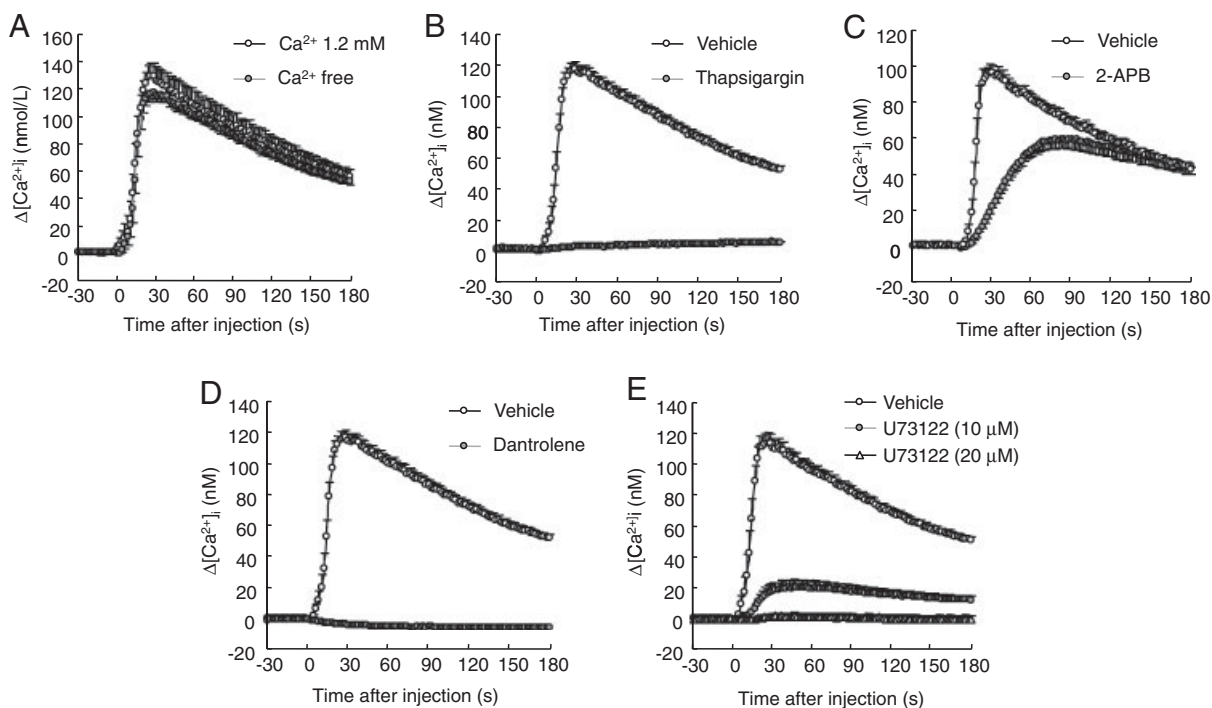 A
Ca²⁺ 1.2 mM
Ca²⁺ free
Δ[Ca²⁺]i (nmol/L)
160
140
120
100
80
60
40
20
0
-20
-30 0 30 60 90 120 150 180
Time after injection (s)
B
Vehicle
Thapsigargin
Δ[Ca²⁺]ᵢ (nM)
140
120
100
80
60
40
20
0
-20
-30 0 30 60 90 120 150 180
Time after injection (s)
C
Vehicle
2-APB
Δ[Ca²⁺]ᵢ (nM)
120
100
80
60
40
20
0
-20
-30 0 30 60 90 120 150 180
Time after injection (s)
D
Vehicle
Dantrolene
Δ[Ca²⁺]ᵢ (nM)
140
120
100
80
60
40
20
0
-20
-30 0 30 60 90 120 150 180
Time after injection (s)
E
Vehicle
U73122 (10 μM)
U73122 (20 μM)
Δ[Ca²⁺]i (nM)
140
120
100
80
60
40
20
0
-20
-30 0 30 60 90 120 150 180
Time after injection (s)